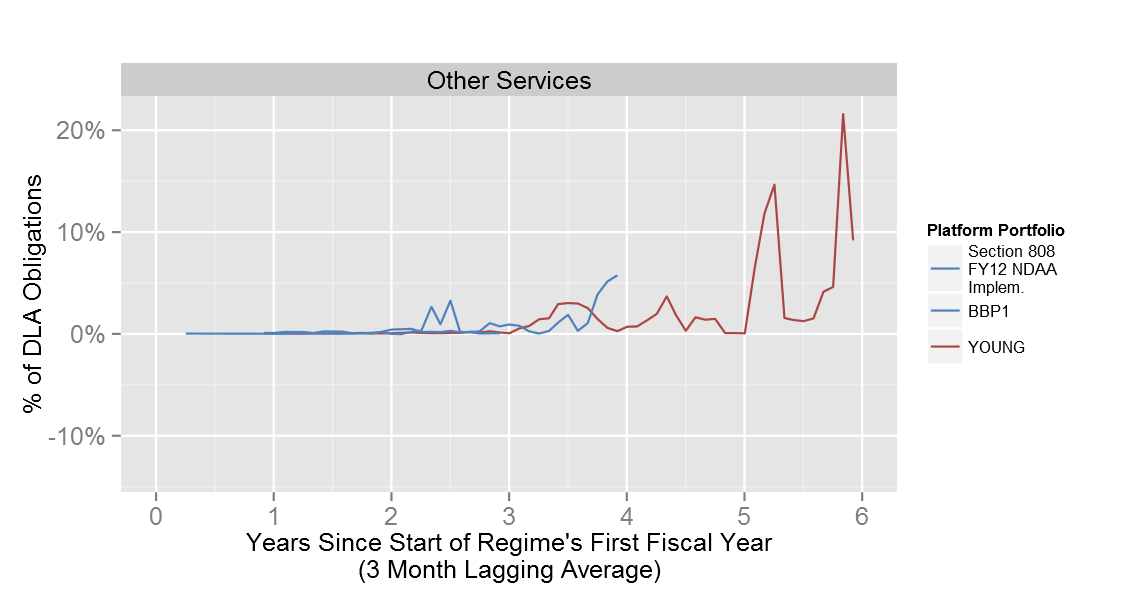 Other Services
20%
10%
0%
-10%
% of DLA Obligations
0 1 2 3 4 5 6
Years Since Start of Regime's First Fiscal Year
(3 Month Lagging Average)
Platform Portfolio
Section 808
FY12 NDAA
Implem.
BBP1
YOUNG